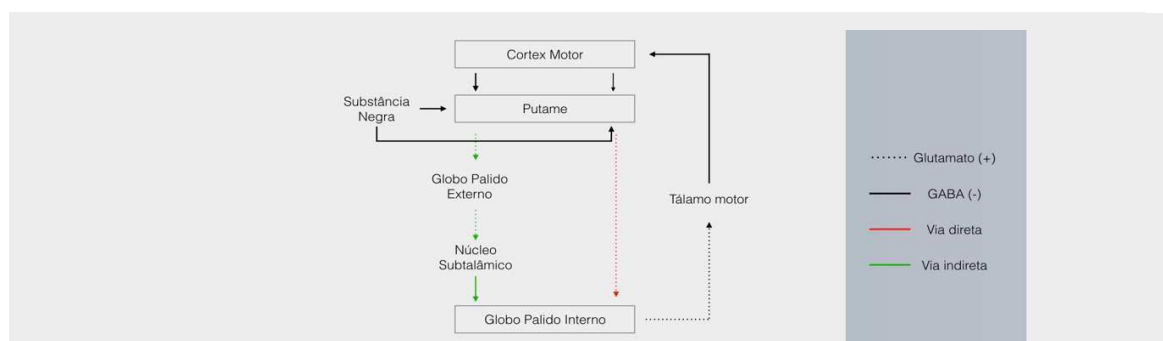 Cortex Motor
Substância
Negra
Putame
Globo Palido
Externo
Tálamo motor
Núcleo
Subtalâmico
Globo Palido Interno
Glutamato (+)
GABA (-)
Via direta
Via indireta